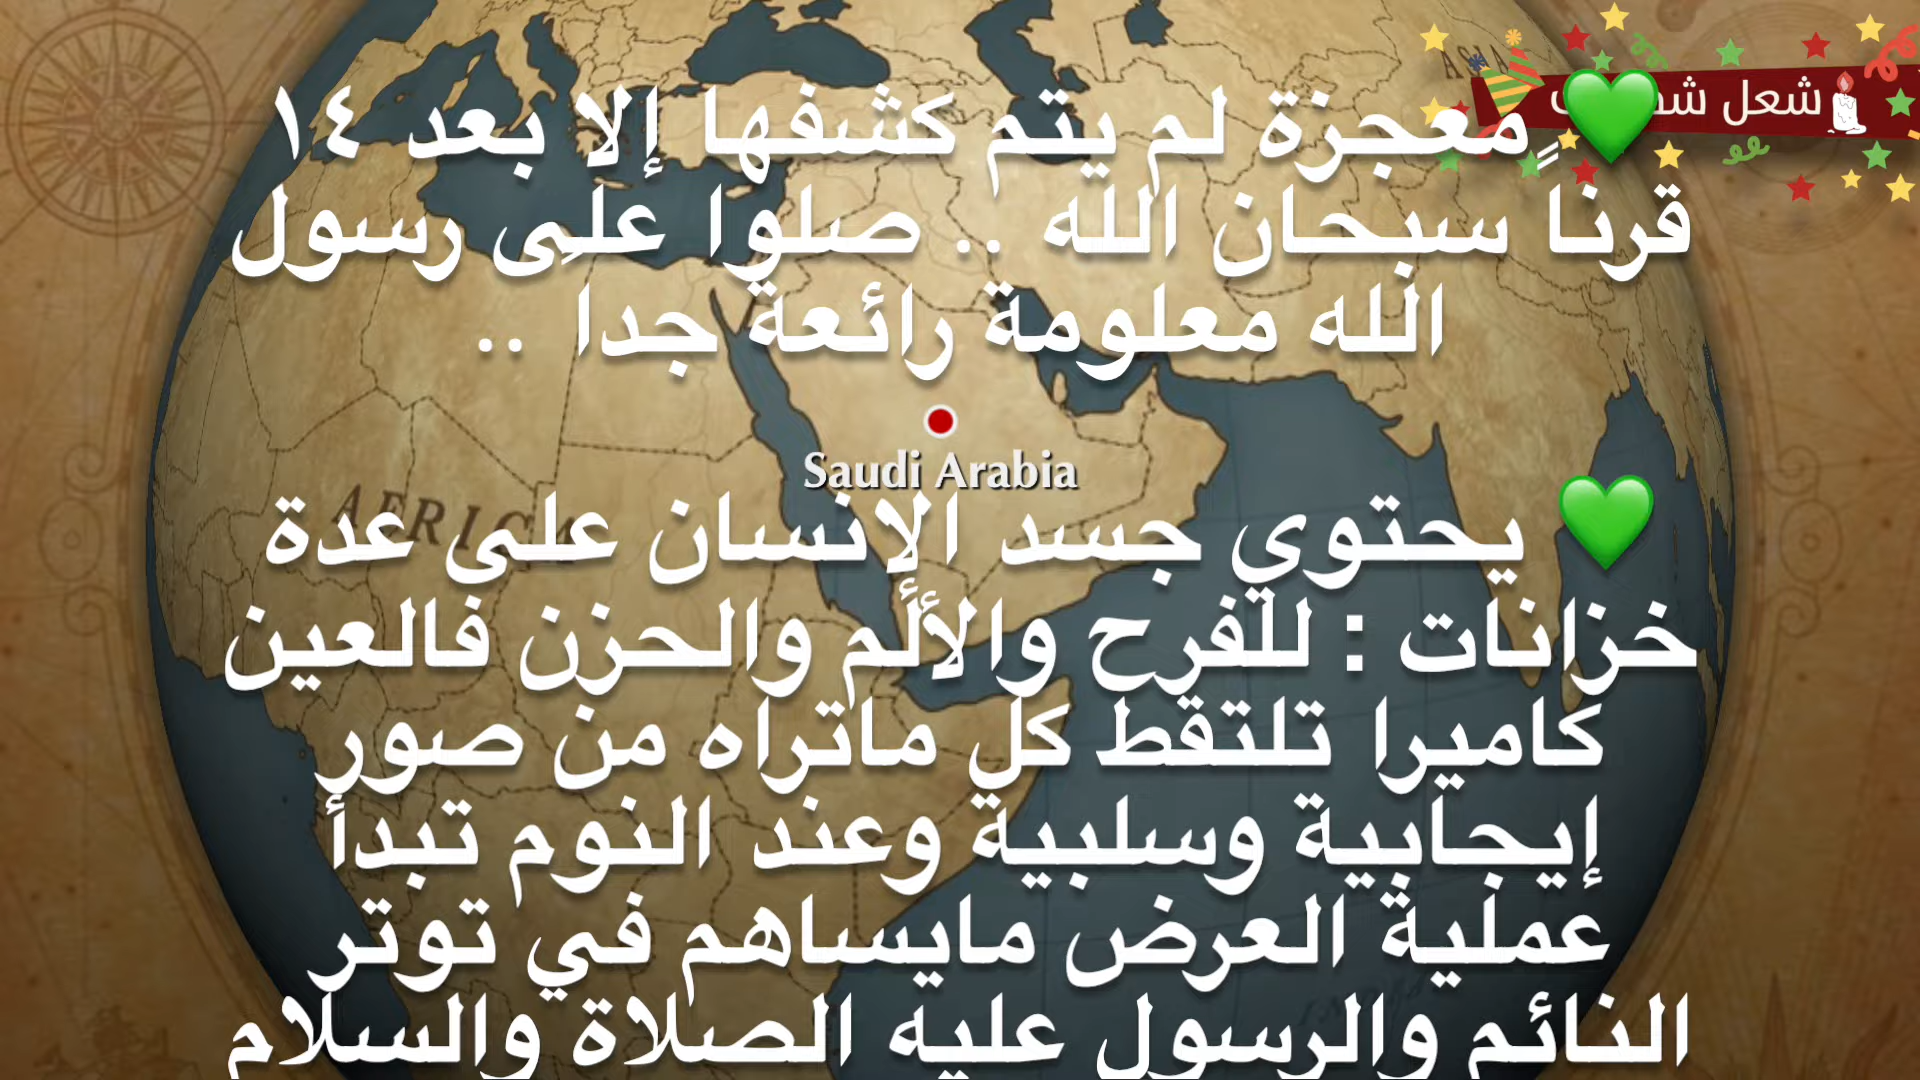 ASIA
شعل
معجزة لم يتم كشفها إلا بعد ١٤
قرناً سبحان الله .. صلوا على رسول
الله معلومة رائعة جدا ..
Saudi Arabia
AFRICA
يحتوي جسد الإنسان على عدة
خزانات : للفرح والألم والحزن فالعين
كاميرا تلتقط كل ماتراه من صور
إيجابية وسلبية وعند النوم تبدأ
عملية العرض مايساهم في توتر
النائم والرسول عليه الصلاة والسلام